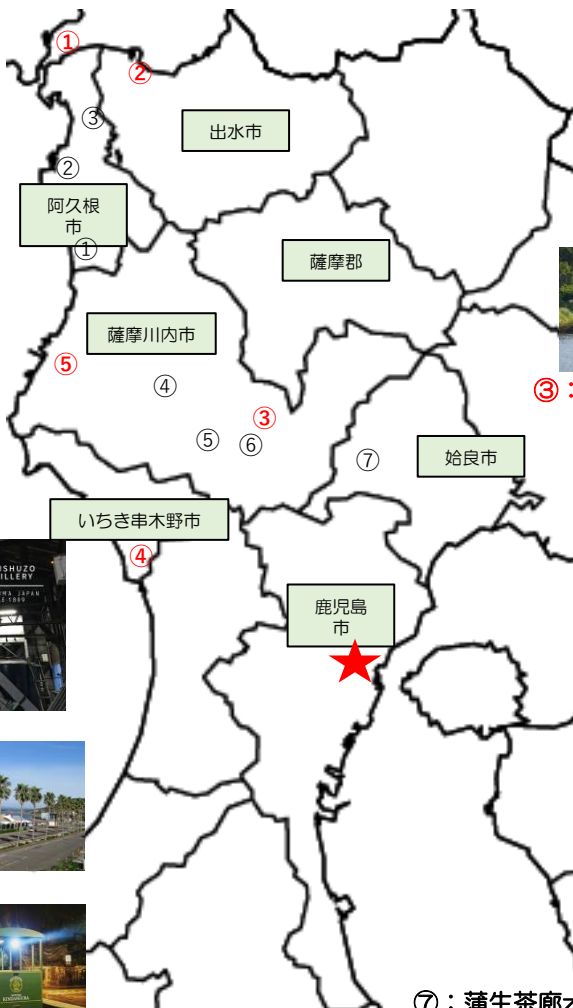 ①
②
③
出水市
②
阿久根
市
①
薩摩郡
薩摩川内市
⑤
④
③：
③
⑤
⑥
⑦
姶良市
いちき串木野市
④
鹿児島
市
⑦：蒲生茶廊